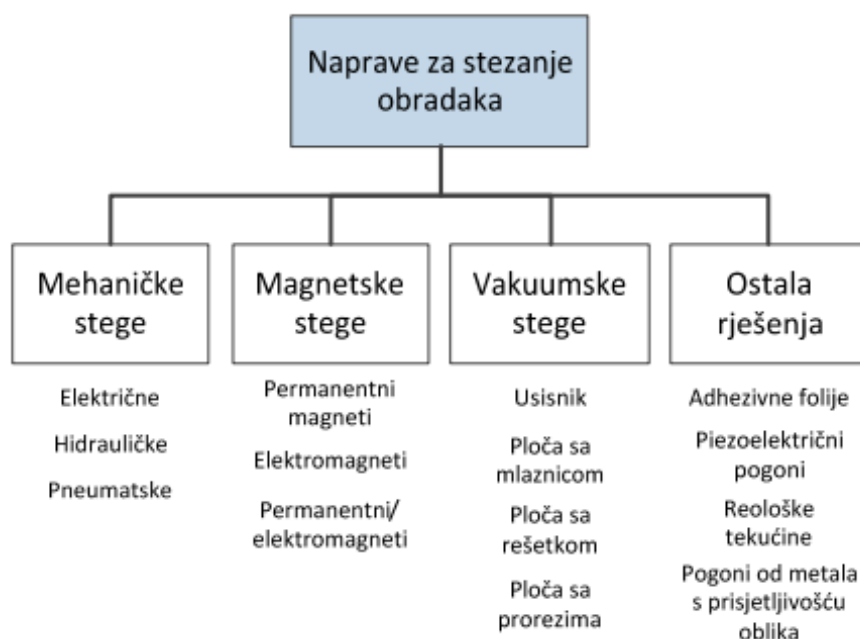 Naprave za stezanje
obradaka
Mehaničke
stege
Magnetske
stege
Vakuumske
stege
Ostala
rješenja
Električne
Hidrauličke
Pneumatske
Permanentni
magneti
Elektromagneti
Permanentni/
elektromagneti
Usisnik
Ploča sa
mlaznicom
Ploča sa
rešetkom
Ploča sa
prorezima
Adhezivne folije
Piezoelektrični
pogoni
Reološke
tekućine
Pogoni od metala
s prisjetljivošću
oblika